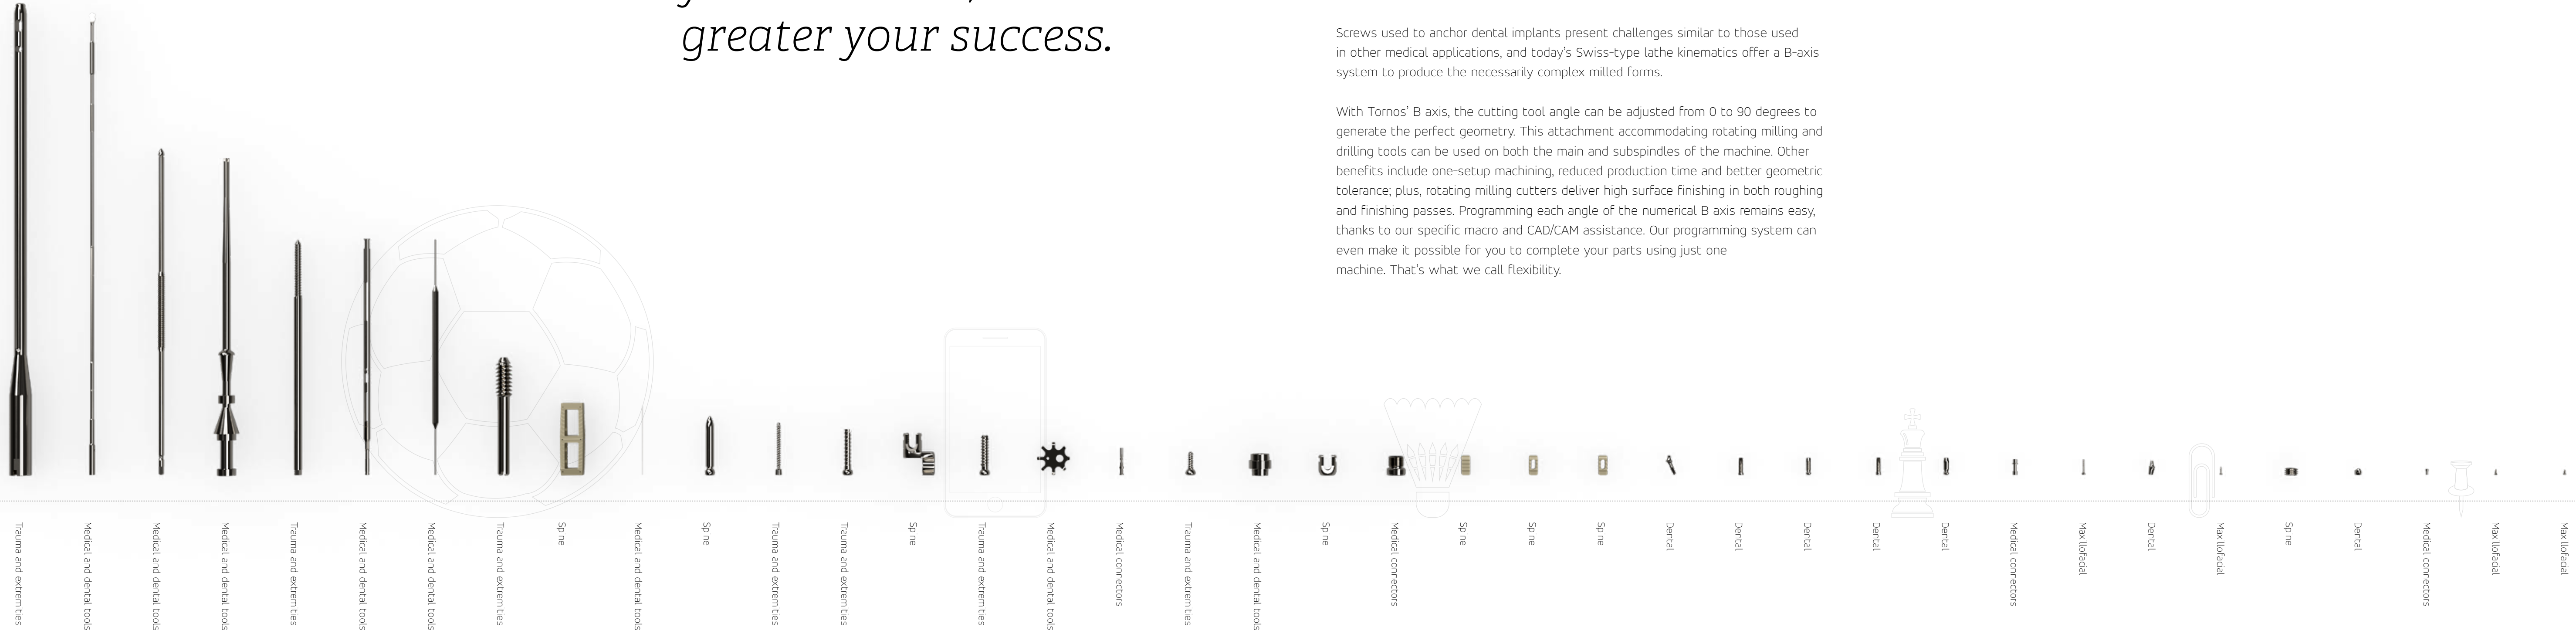 greater your success.
Screws used to anchor dental implants present challenges similar to those used
in other medical applications, and today's Swiss-type lathe kinematics offer a B-axis
system to produce the necessarily complex milled forms.
With Tornos' B axis, the cutting tool angle can be adjusted from 0 to 90 degrees to
generate the perfect geometry. This attachment accommodating rotating milling and
drilling tools can be used on both the main and subspindles of the machine. Other
benefits include one-setup machining, reduced production time and better geometric
tolerance; plus, rotating milling cutters deliver high surface finishing in both roughing
and finishing passes. Programming each angle of the numerical B axis remains easy,
thanks to our specific macro and CAD/CAM assistance. Our programming system can
even make it possible for you to complete your parts using just one
machine. That's what we call flexibility.
Trauma and extremities
Medical and dental tools
Medical and dental tools
Medical and dental tools
Trauma and extremities
Medical and dental tools
Medical and dental tools
Trauma and extremities
Spine
Medical and dental tools
Spine
Trauma and extremities
Trauma and extremities
Spine
Trauma and extremities
Medical and dental tools
Medical connectors
Trauma and extremities
Medical and dental tools
Spine
Medical connectors
Spine
Spine
Spine
Dental
Dental
Dental
Dental
Dental
Medical connectors
Maxillofacial
Dental
Maxillofacial
Spine
Dental
Medical connectors
Maxillofacial
Maxillofacial